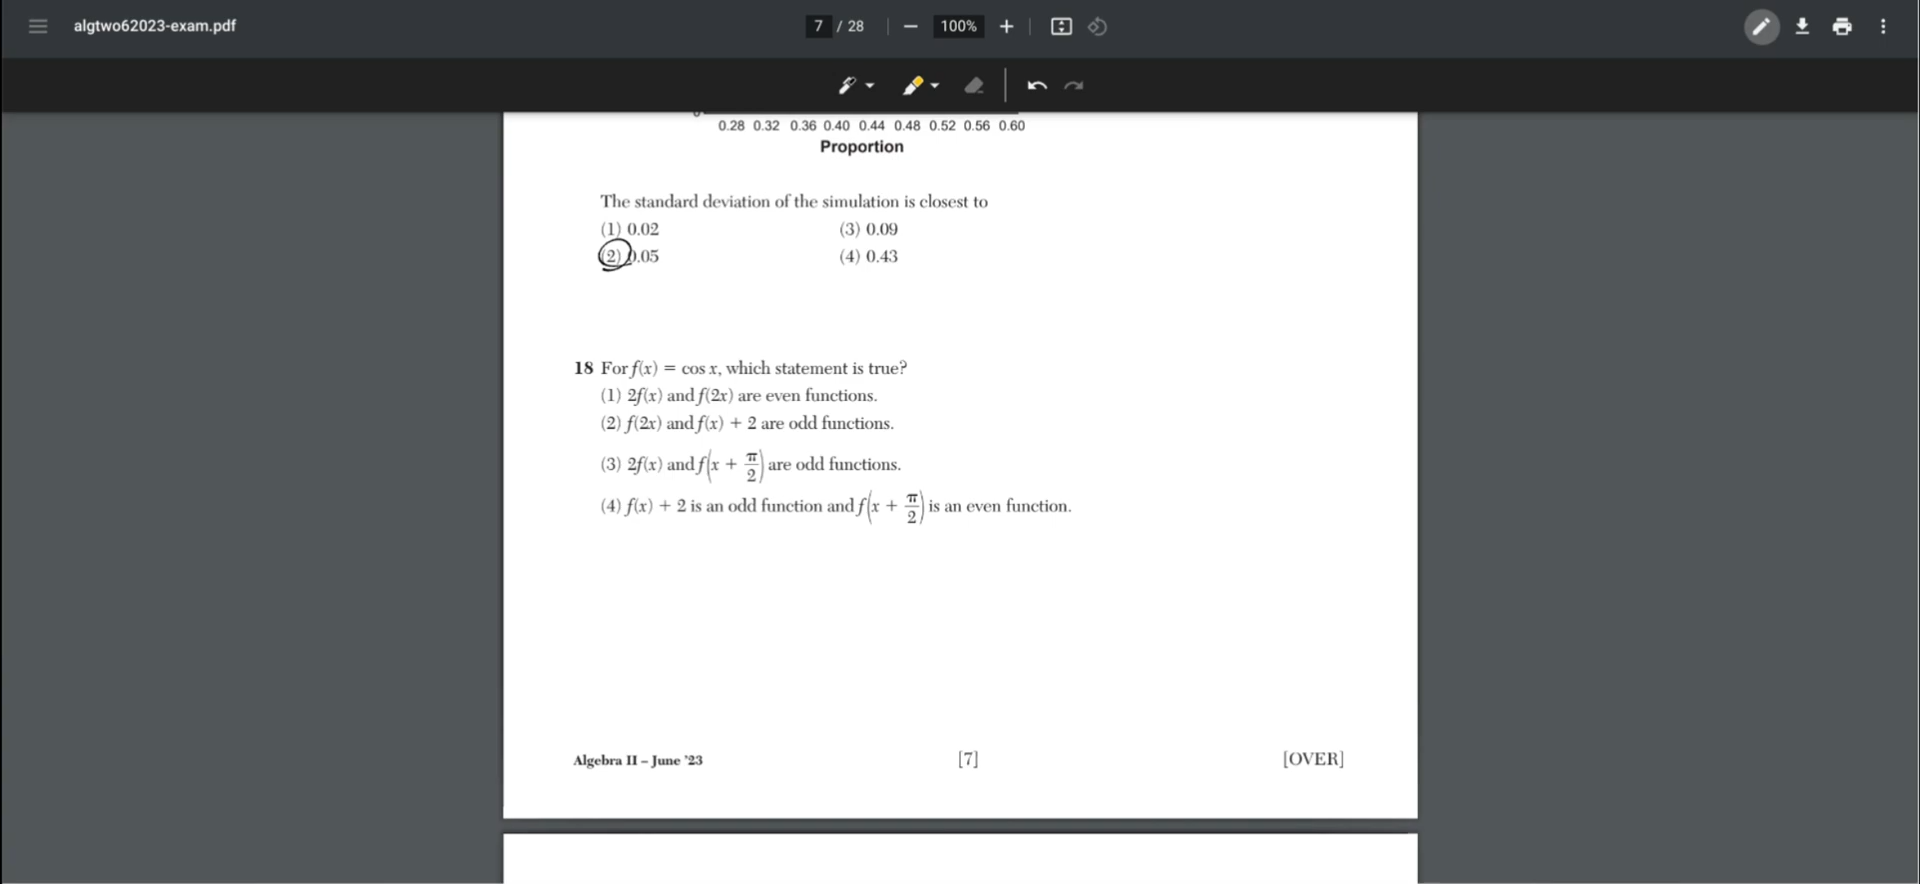 algtwo62023-exam.pdf
7 / 28
100%
0.28 0.32 0.36 0.40 0.44 0.48 0.52 0.56 0.60
Proportion
The standard deviation of the simulation is closest to
(1) 0.02 (3) 0.09
(2) 0.05 (4) 0.43
18 For f(x) = cos x, which statement is true?
(1) 2f(x) and f(2x) are even functions.
(2) f(2x) and f(x) + 2 are odd functions.
(3) 2f(x) and f(x + π/2) are odd functions.
(4) f(x) + 2 is an odd function and f(x + π/2) is an even function.
Algebra II – June '23 [7] [OVER]